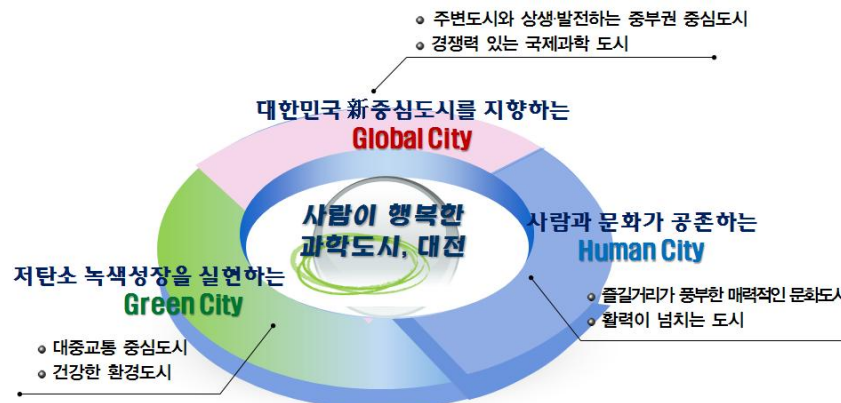 • 주변도시와 상생·발전하는 중부권 중심도시
• 경쟁력 있는 국제과학 도시
대한민국 新중심도시를 지향하는
Global City
사람이 행복한
과학도시, 대전
사람과 문화가 공존하는
Human City
• 즐길거리가 풍부한 매력적인 문화도시
• 활력이 넘치는 도시
저탄소 녹색성장을 실현하는
Green City
• 대중교통 중심도시
• 건강한 환경도시